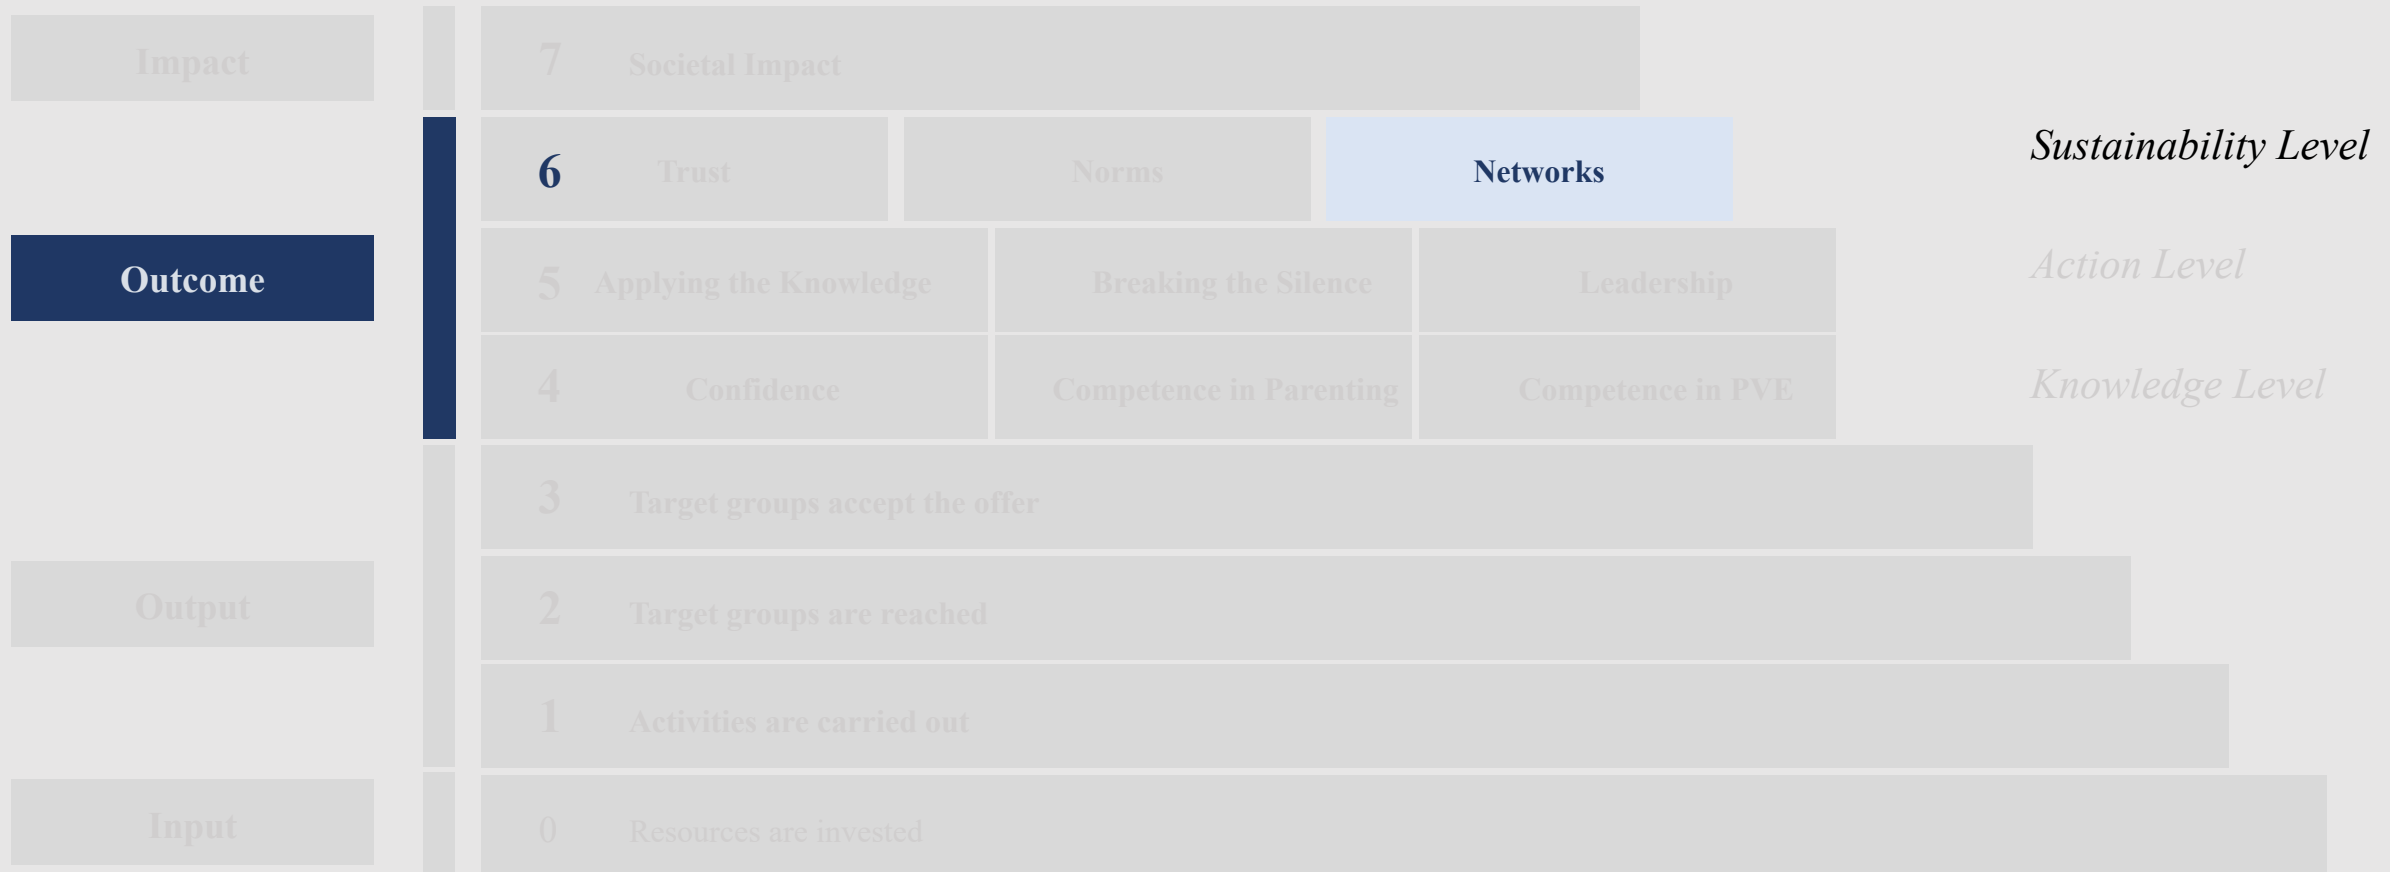 Impact
7 Societal Impact
6 Trust Norms Networks Sustainability Level
Outcome
5 Applying the Knowledge Breaking the Silence Leadership Action Level
4 Confidence Competence in Parenting Competence in PVE Knowledge Level
3 Target groups accept the offer
Output
2 Target groups are reached
1 Activities are carried out
Input
0 Resources are invested